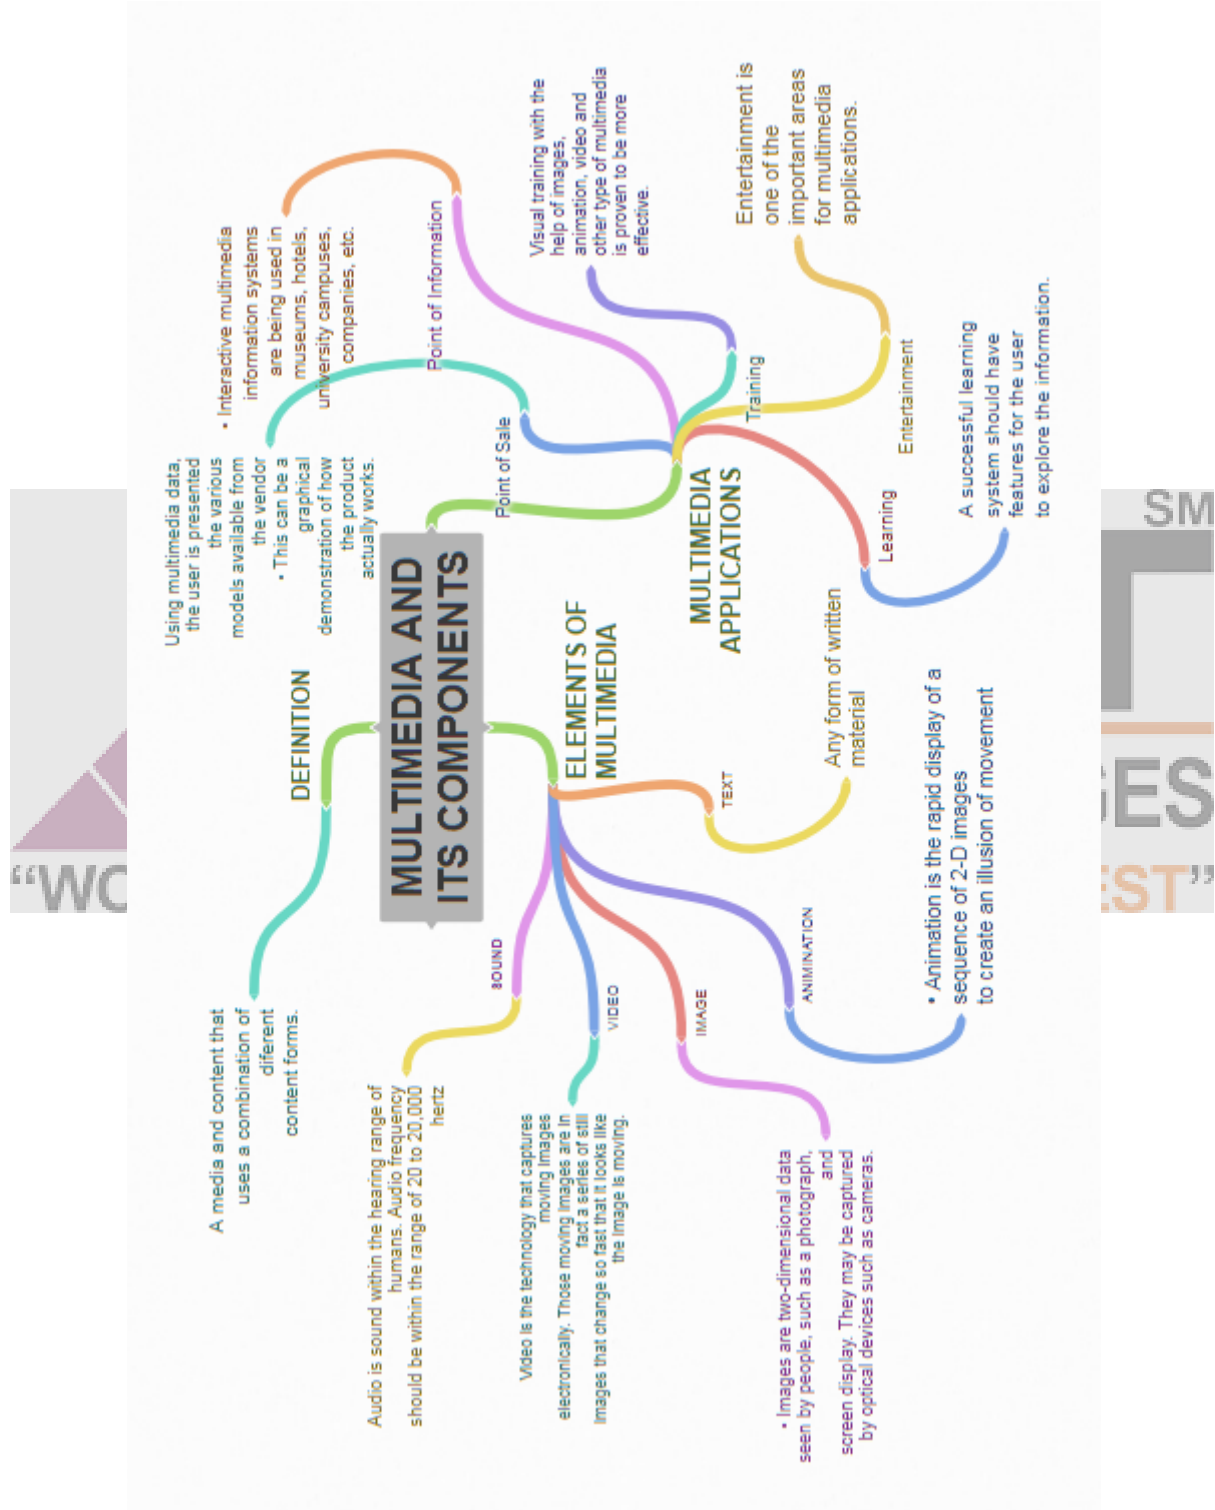 MULTIMEDIA AND
ITS COMPONENTS
DEFINITION
A media and content that
uses a combination of
diferent
content forms.
ELEMENTS OF
MULTIMEDIA
SOUND
Audio is sound within the hearing range of
humans. Audio frequency
should be within the range of 20 to 20,000
hertz
VIDEO
Video is the technology that captures
moving images
electronically. Those moving images are in
fact a series of still
images that change so fast that it looks like
the image is moving.
IMAGE
• Images are two-dimensional data
seen by people, such as a photograph,
and
screen display. They may be captured
by optical devices such as cameras.
ANIMINATION
• Animation is the rapid display of a
sequence of 2-D images
to create an illusion of movement
TEXT
Any form of written
material
MULTIMEDIA
APPLICATIONS
Point of Sale
Using multimedia data,
the user is presented
the various
models available from
the vendor
• This can be a
graphical
demonstration of how
the product
actually works.
Point of Information
• Interactive multimedia
information systems
are being used in
museums, hotels,
university campuses,
companies, etc.
Training
Visual training with the
help of images,
animation, video and
other type of multimedia
is proven to be more
effective.
Entertainment
Entertainment is
one of the
important areas
for multimedia
applications.
Learning
A successful learning
system should have
features for the user
to explore the information.
SM